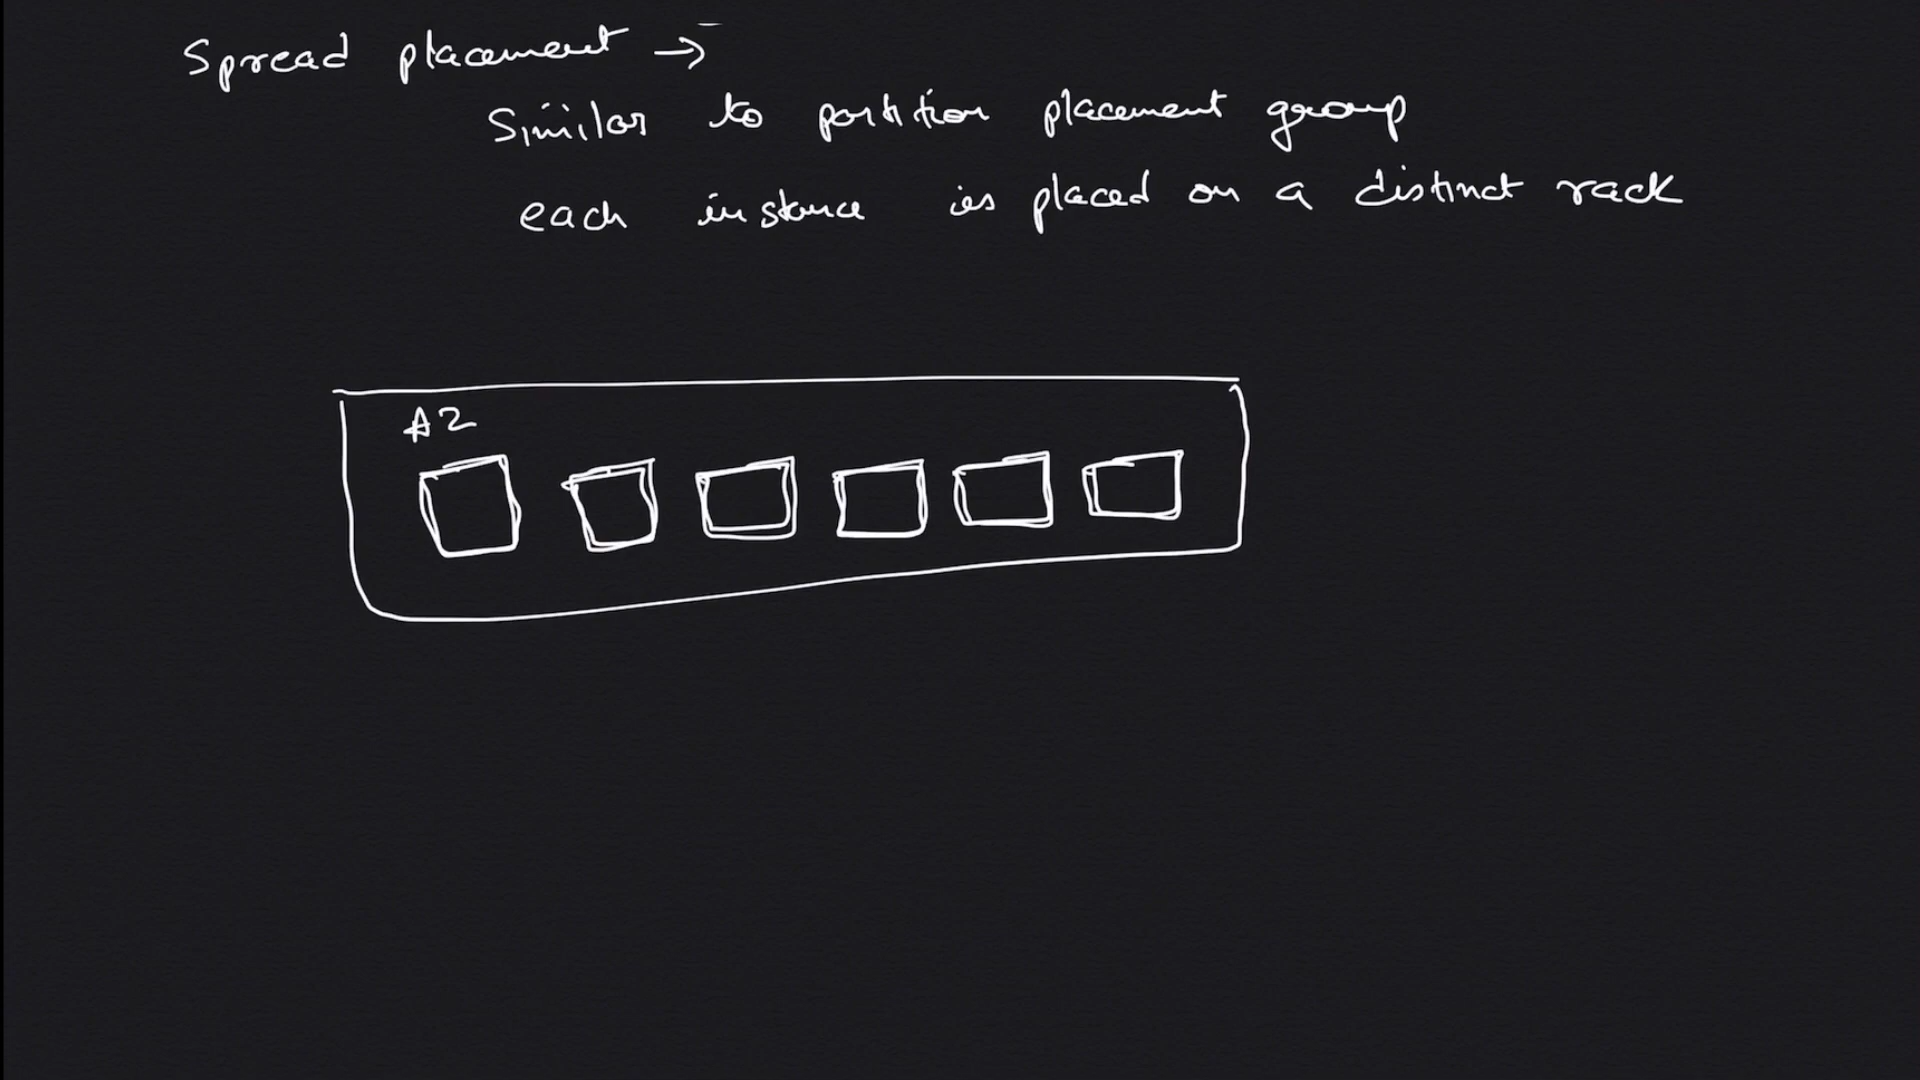 Spread placement →
Similar to partition placement group
each instance is placed on a distinct rack
AZ